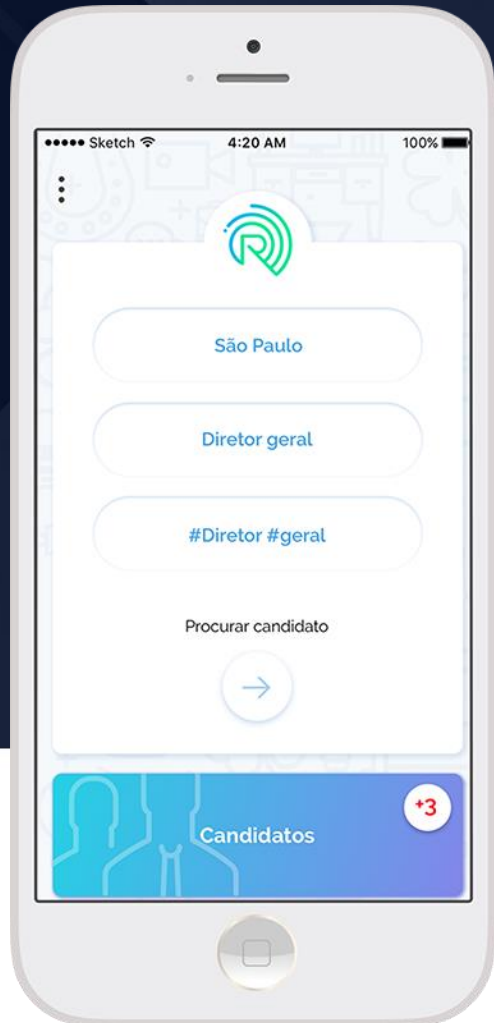 Sketch 4:20 AM 100%
São Paulo
Diretor geral
#Diretor #geral
Procurar candidato
+3
Candidatos